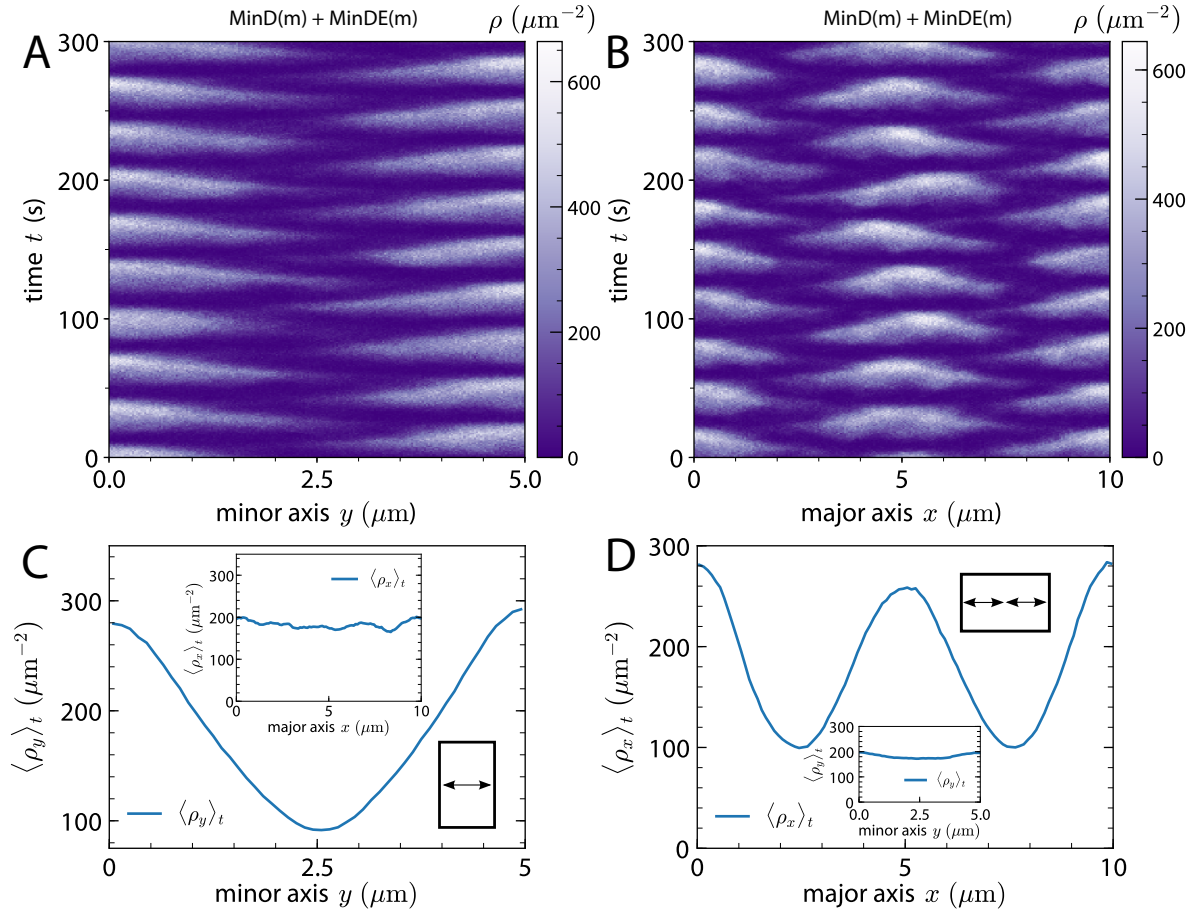 A
MinD(m) + MinDE(m)
ρ (μm⁻²)
300
200
100
0
time t (s)
0.0
2.5
5.0
minor axis y (μm)
600
400
200
0
B
MinD(m) + MinDE(m)
ρ (μm⁻²)
300
200
100
0
time t (s)
0
5
10
major axis x (μm)
600
400
200
0
C
⟨ρ_y⟩_t (μm⁻²)
300
200
100
0
2.5
5
minor axis y (μm)
⟨ρ_y⟩_t
⟨ρ_x⟩_t (μm⁻²)
300
200
100
0
0
5
10
major axis x (μm)
⟨ρ_x⟩_t
D
⟨ρ_x⟩_t (μm⁻²)
300
200
100
0
0
5
10
major axis x (μm)
⟨ρ_x⟩_t
⟨ρ_y⟩_t
300
200
100
0
0.0
2.5
5.0
minor axis y (μm)
⟨ρ_y⟩_t